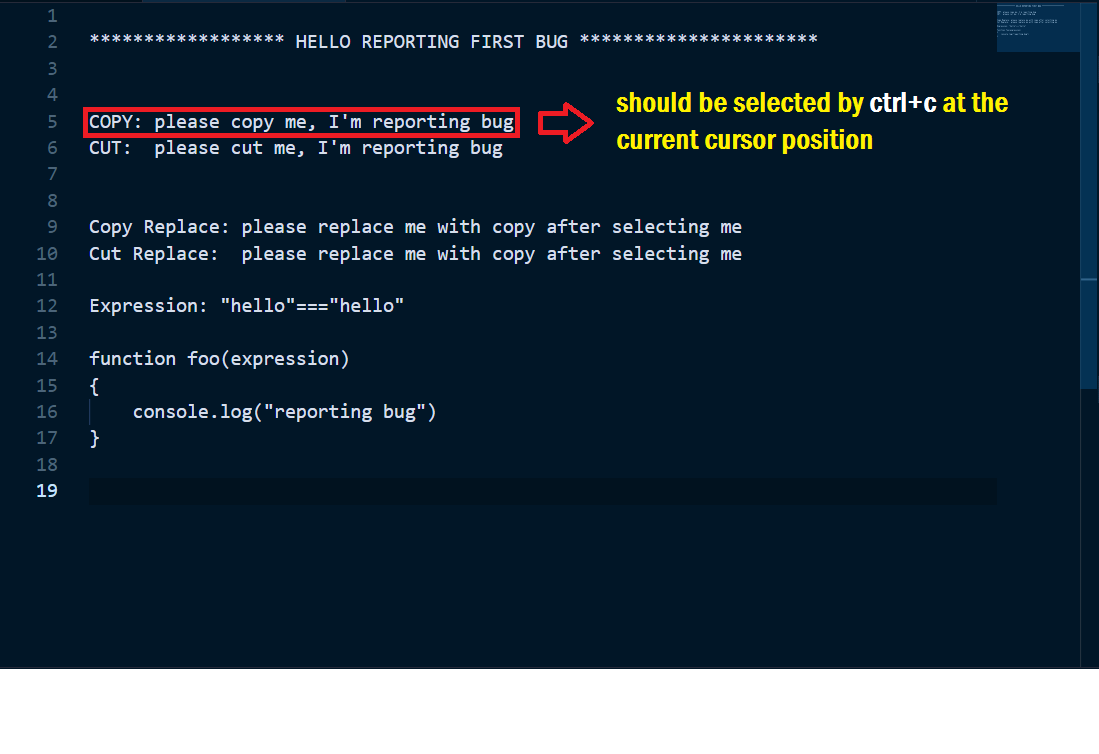 1
2 ****************** HELLO REPORTING FIRST BUG **********************
3
4
5 COPY: please copy me, I'm reporting bug
should be selected by ctrl+c at the
current cursor position
6 CUT:  please cut me, I'm reporting bug
7
8
9 Copy Replace: please replace me with copy after selecting me
10 Cut Replace:  please replace me with copy after selecting me
11
12 Expression: "hello"==="hello"
13
14 function foo(expression)
15 {
16     console.log("reporting bug")
17 }
18
19